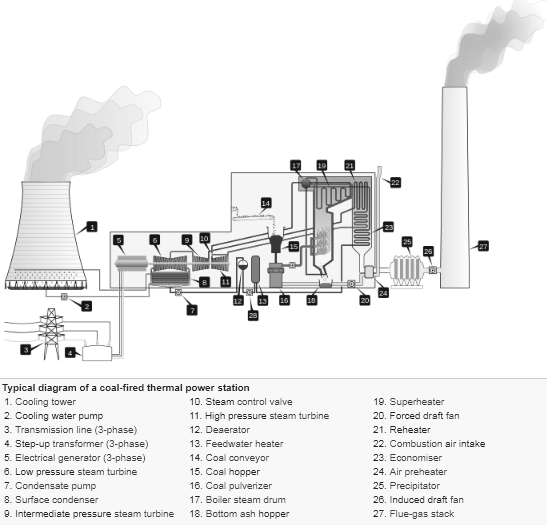 17
19
21
22
14
1
5
6
9
10
15
23
25
26
27
8
11
2
7
12
13
28
16
18
20
24
3
4
Typical diagram of a coal-fired thermal power station
1. Cooling tower
2. Cooling water pump
3. Transmission line (3-phase)
4. Step-up transformer (3-phase)
5. Electrical generator (3-phase)
6. Low pressure steam turbine
7. Condensate pump
8. Surface condenser
9. Intermediate pressure steam turbine
10. Steam control valve
11. High pressure steam turbine
12. Deaerator
13. Feedwater heater
14. Coal conveyor
15. Coal hopper
16. Coal pulverizer
17. Boiler steam drum
18. Bottom ash hopper
19. Superheater
20. Forced draft fan
21. Reheater
22. Combustion air intake
23. Economiser
24. Air preheater
25. Precipitator
26. Induced draft fan
27. Flue-gas stack